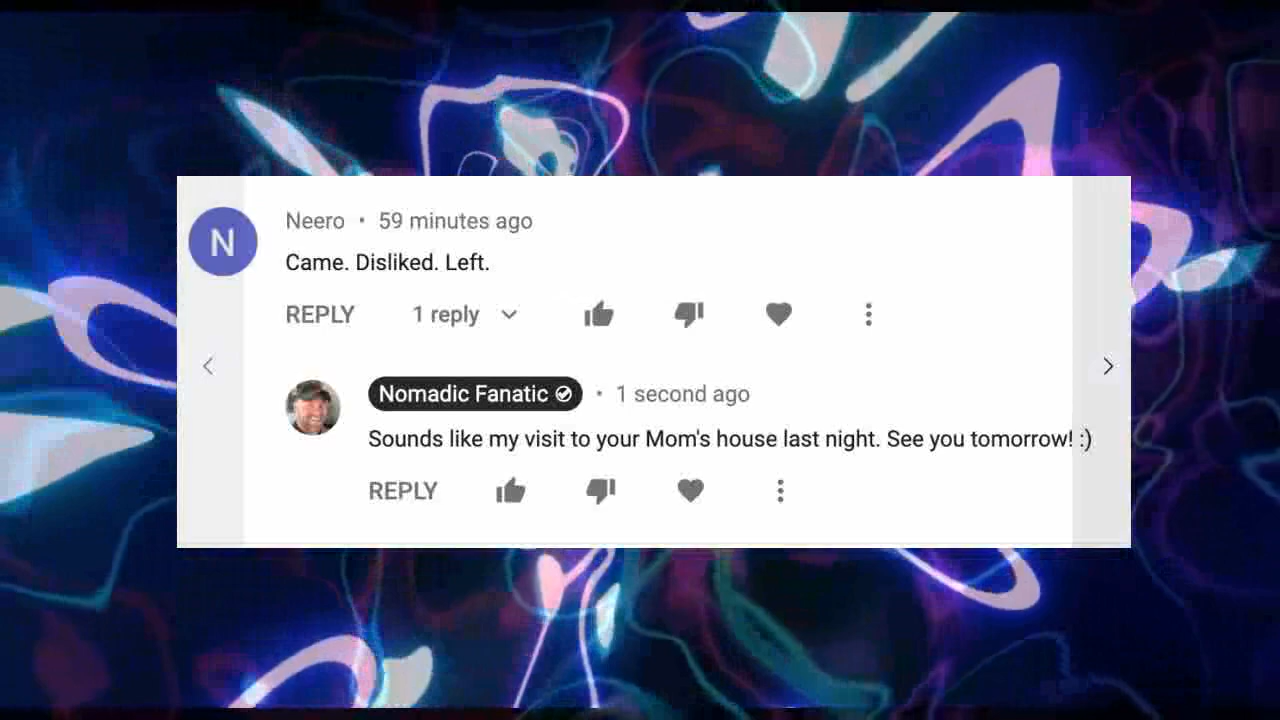 N
Neero • 59 minutes ago
Came. Disliked. Left.
REPLY 1 reply
Nomadic Fanatic • 1 second ago
Sounds like my visit to your Mom's house last night. See you tomorrow! :)
REPLY